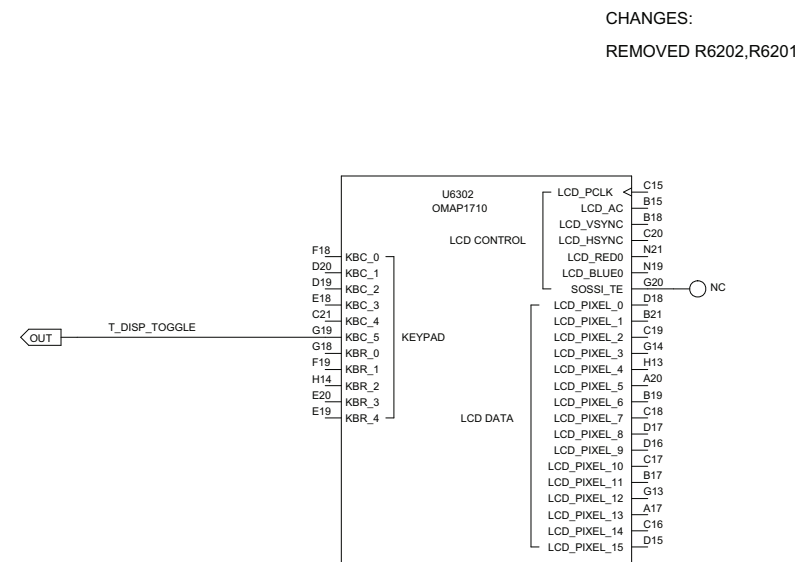 CHANGES:
REMOVED R6202,R6201
U6302
OMAP1710
LCD CONTROL
LCD_PCLK C15
LCD_AC B15
LCD_VSYNC B18
LCD_HSYNC C20
LCD_RED0 N21
LCD_BLUE0 N19
SOSSI_TE G20 NC
F18 KBC_0
D20 KBC_1
D19 KBC_2
E18 KBC_3
C21 KBC_4
OUT T_DISP_TOGGLE G19 KBC_5
G18 KBR_0
F19 KBR_1
H14 KBR_2
E20 KBR_3
E19 KBR_4
KEYPAD
LCD DATA
LCD_PIXEL_0 D18
LCD_PIXEL_1 B21
LCD_PIXEL_2 C19
LCD_PIXEL_3 G14
LCD_PIXEL_4 H13
LCD_PIXEL_5 A20
LCD_PIXEL_6 B19
LCD_PIXEL_7 C18
LCD_PIXEL_8 D17
LCD_PIXEL_9 D16
LCD_PIXEL_10 C17
LCD_PIXEL_11 B17
LCD_PIXEL_12 G13
LCD_PIXEL_13 A17
LCD_PIXEL_14 C16
LCD_PIXEL_15 D15